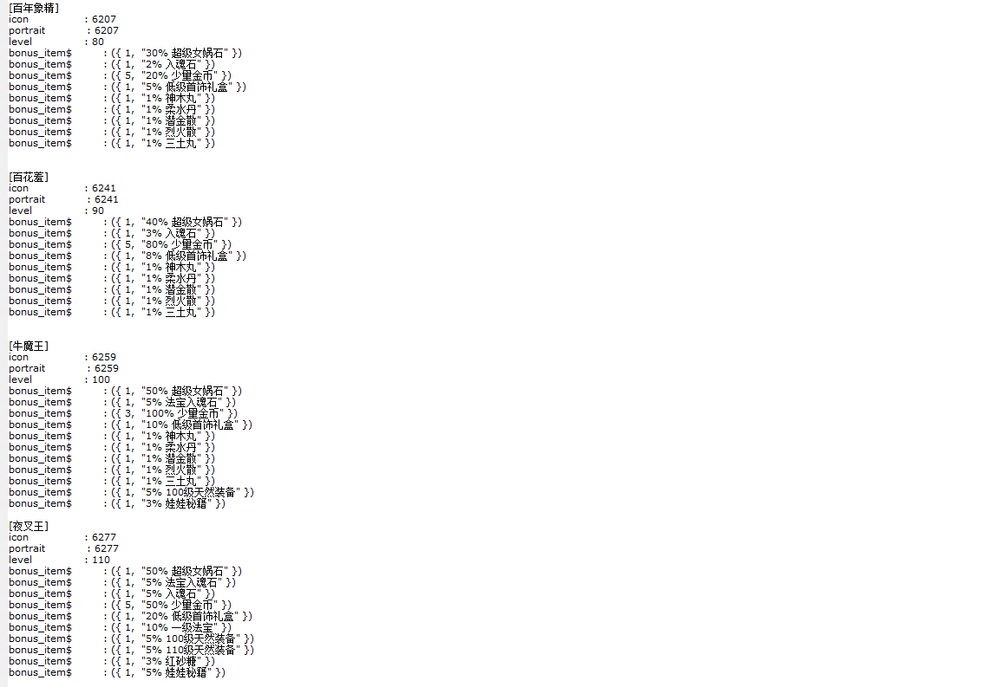 [百年象精]
icon : 6207
portrait : 6207
level : 80
bonus_item$ : ({ 1, "30% 超级女娲石" })
bonus_item$ : ({ 1, "2% 入魂石" })
bonus_item$ : ({ 5, "20% 少量金币" })
bonus_item$ : ({ 1, "5% 低级首饰礼盒" })
bonus_item$ : ({ 1, "1% 神木丸" })
bonus_item$ : ({ 1, "1% 柔水丹" })
bonus_item$ : ({ 1, "1% 潜金散" })
bonus_item$ : ({ 1, "1% 烈火散" })
bonus_item$ : ({ 1, "1% 三土丸" })
[百花羞]
icon : 6241
portrait : 6241
level : 90
bonus_item$ : ({ 1, "40% 超级女娲石" })
bonus_item$ : ({ 1, "3% 入魂石" })
bonus_item$ : ({ 5, "80% 少量金币" })
bonus_item$ : ({ 1, "8% 低级首饰礼盒" })
bonus_item$ : ({ 1, "1% 神木丸" })
bonus_item$ : ({ 1, "1% 柔水丹" })
bonus_item$ : ({ 1, "1% 潜金散" })
bonus_item$ : ({ 1, "1% 烈火散" })
bonus_item$ : ({ 1, "1% 三土丸" })
[牛魔王]
icon : 6259
portrait : 6259
level : 100
bonus_item$ : ({ 1, "50% 超级女娲石" })
bonus_item$ : ({ 1, "5% 法宝入魂石" })
bonus_item$ : ({ 3, "100% 少量金币" })
bonus_item$ : ({ 1, "10% 低级首饰礼盒" })
bonus_item$ : ({ 1, "1% 神木丸" })
bonus_item$ : ({ 1, "1% 柔水丹" })
bonus_item$ : ({ 1, "1% 潜金散" })
bonus_item$ : ({ 1, "1% 烈火散" })
bonus_item$ : ({ 1, "1% 三土丸" })
bonus_item$ : ({ 1, "5% 100级天然装备" })
bonus_item$ : ({ 1, "3% 娃娃秘籍" })
[夜叉王]
icon : 6277
portrait : 6277
level : 110
bonus_item$ : ({ 1, "50% 超级女娲石" })
bonus_item$ : ({ 1, "5% 法宝入魂石" })
bonus_item$ : ({ 1, "5% 入魂石" })
bonus_item$ : ({ 5, "50% 少量金币" })
bonus_item$ : ({ 1, "20% 低级首饰礼盒" })
bonus_item$ : ({ 1, "10% 一级法宝" })
bonus_item$ : ({ 1, "5% 100级天然装备" })
bonus_item$ : ({ 1, "5% 110级天然装备" })
bonus_item$ : ({ 1, "3% 红砂糖" })
bonus_item$ : ({ 1, "5% 娃娃秘籍" })